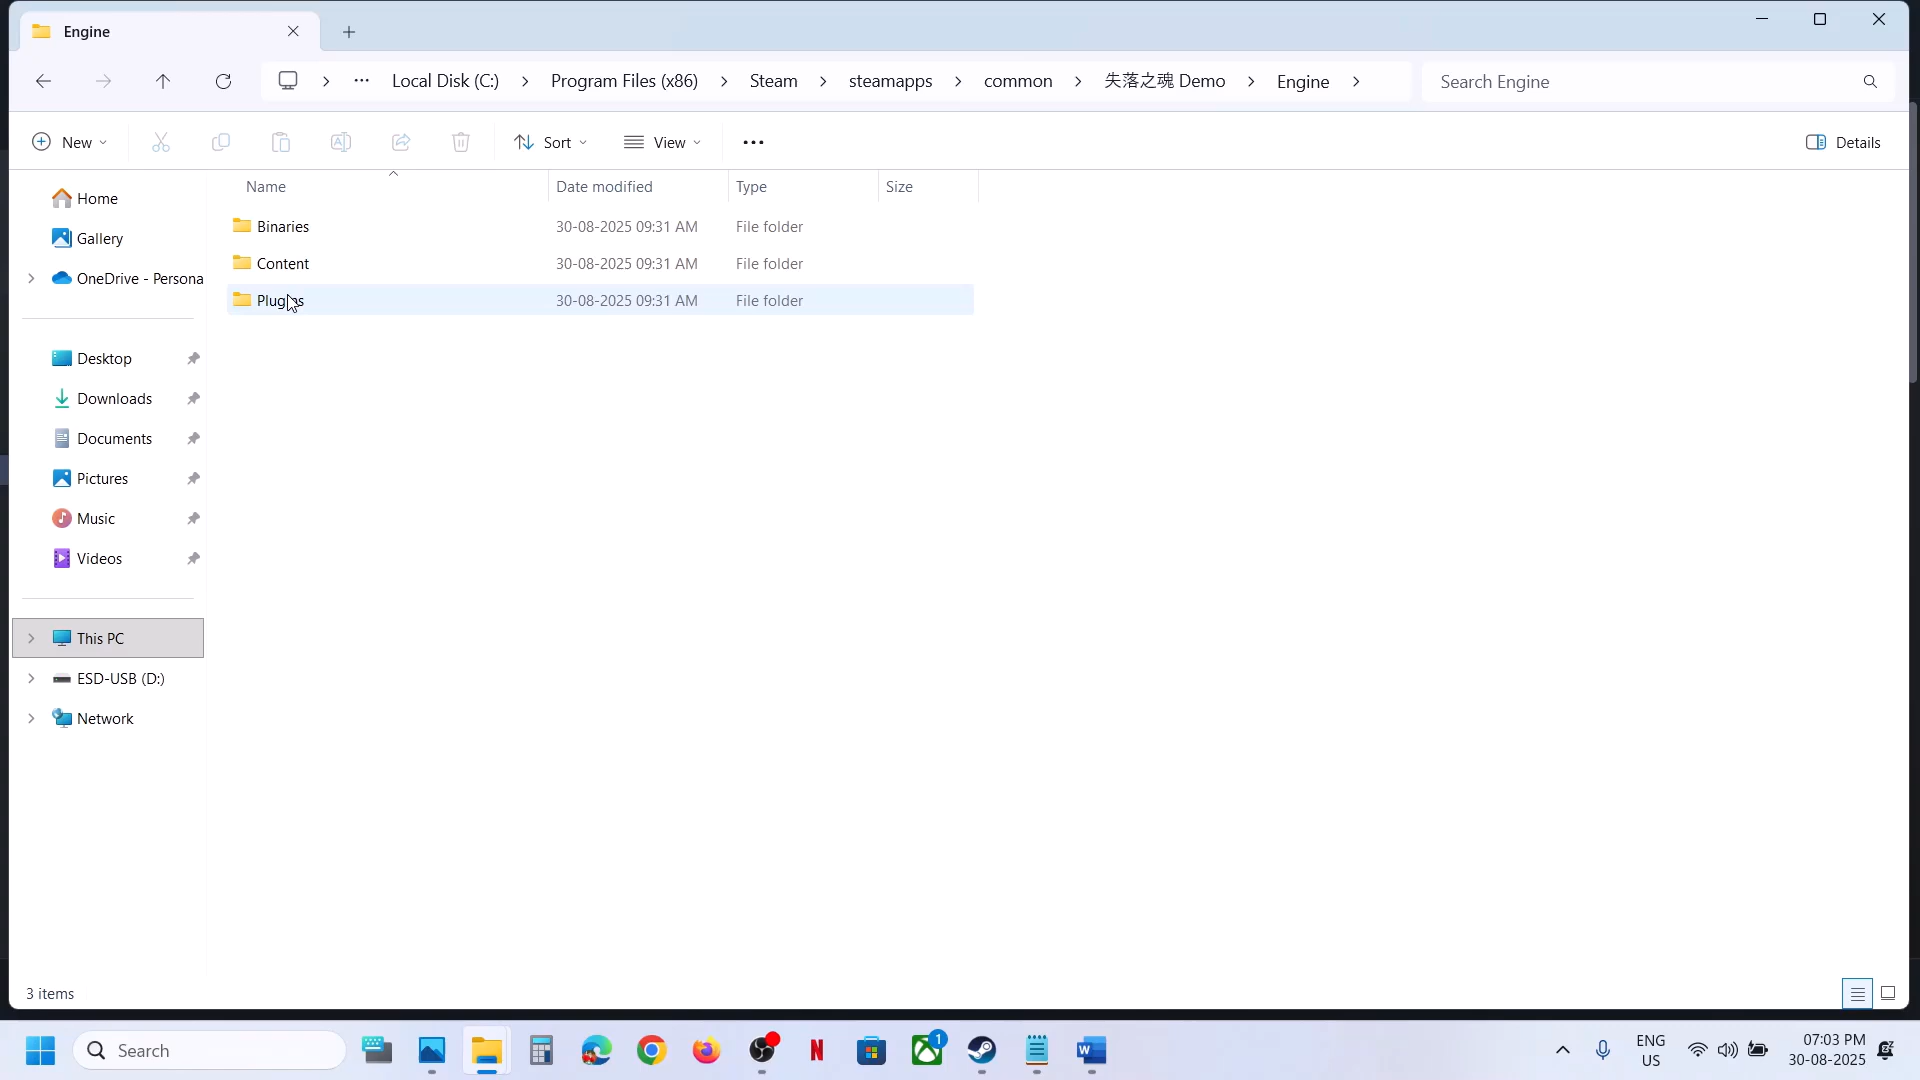 Engine
Local Disk (C:) Program Files (x86) Steam steamapps common 失落之魂 Demo Engine
Search Engine
New Sort View Details
Name Date modified Type Size
Binaries 30-08-2025 09:31 AM File folder
Content 30-08-2025 09:31 AM File folder
Plugins 30-08-2025 09:31 AM File folder
Home
Gallery
OneDrive - Persona
Desktop
Downloads
Documents
Pictures
Music
Videos
This PC
ESD-USB (D:)
Network
3 items
Search
1
ENG
US
07:03 PM
30-08-2025